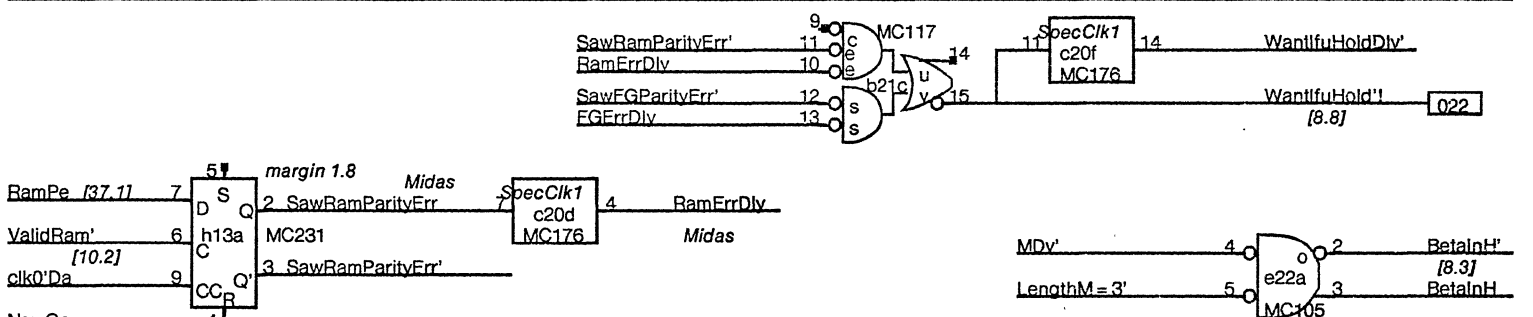 9 MC117
SawRamParityErr' 11 c
e
RamErrDly 10 e
14
u
v
b21c
SawFGParityErr' 12 s
FGErrDly 13 s
15
SpecClk1
11 c20f 14 WantIfuHoldDly'
MC176
WantIfuHold'! 022
[8.8]
5 margin 1.8
RamPe [37.1] 7 D S Q 2 SawRamParityErr Midas 7 SpecClk1 4 RamErrDly
c20d
MC176 Midas
ValidRam' 6 C h13a MC231
[10.2]
clk0'Da 9 CC R Q' 3 SawRamParityErr'
MDv' 4 o 2 BetaInH'
e22a [8.3]
LengthM = 3' 5 3 BetaInH
MC105